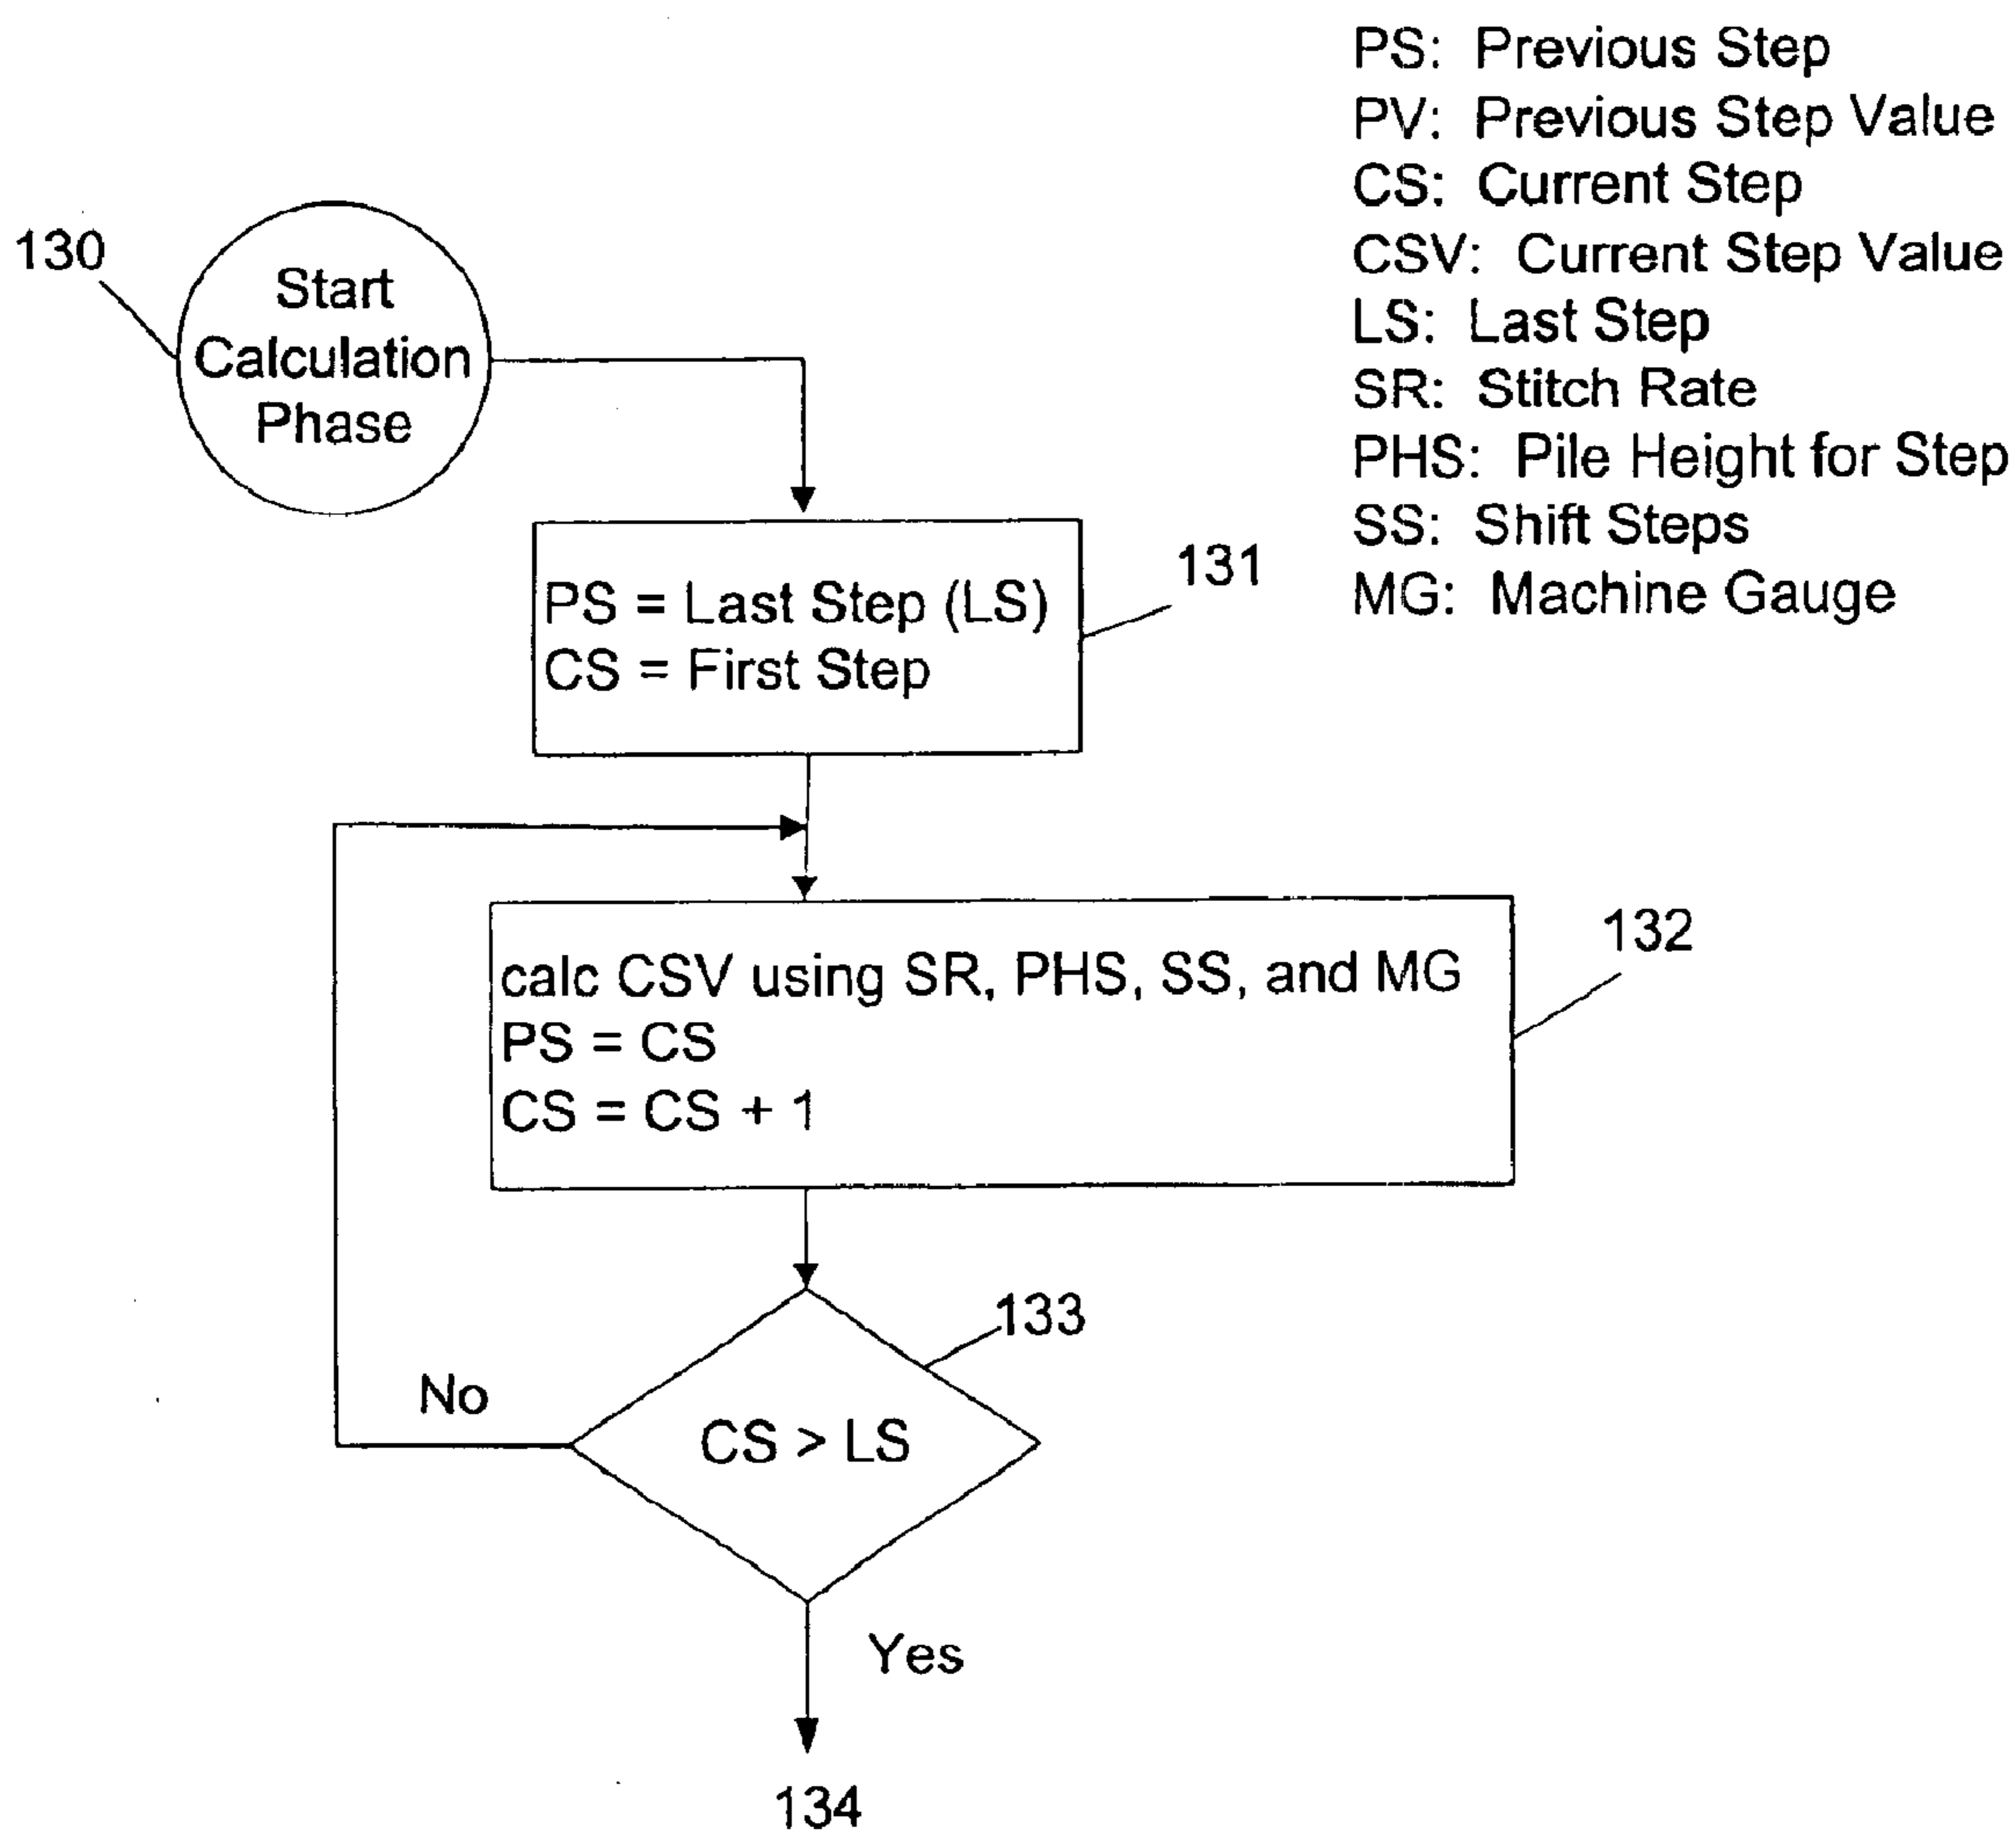 PS: Previous Step
PV: Previous Step Value
CS: Current Step
CSV: Current Step Value
LS: Last Step
SR: Stitch Rate
PHS: Pile Height for Step
SS: Shift Steps
MG: Machine Gauge
130
Start
Calculation
Phase
131
PS = Last Step (LS)
CS = First Step
132
calc CSV using SR, PHS, SS, and MG
PS = CS
CS = CS + 1
133
CS > LS
No
Yes
134